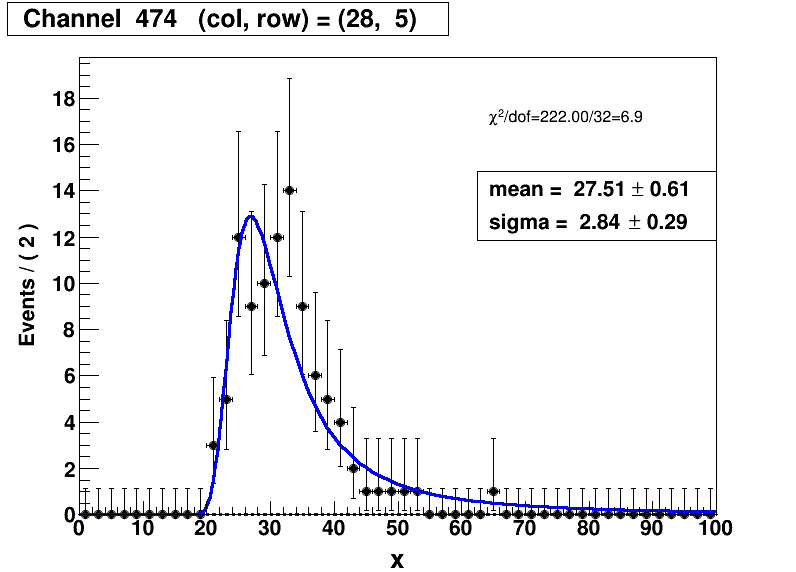 Channel 474 (col, row) = (28, 5)
χ²/dof=222.00/32=6.9
mean = 27.51 ± 0.61
sigma = 2.84 ± 0.29
Events / ( 2 )
18
16
14
12
10
8
6
4
2
0
0 10 20 30 40 50 60 70 80 90 100
x